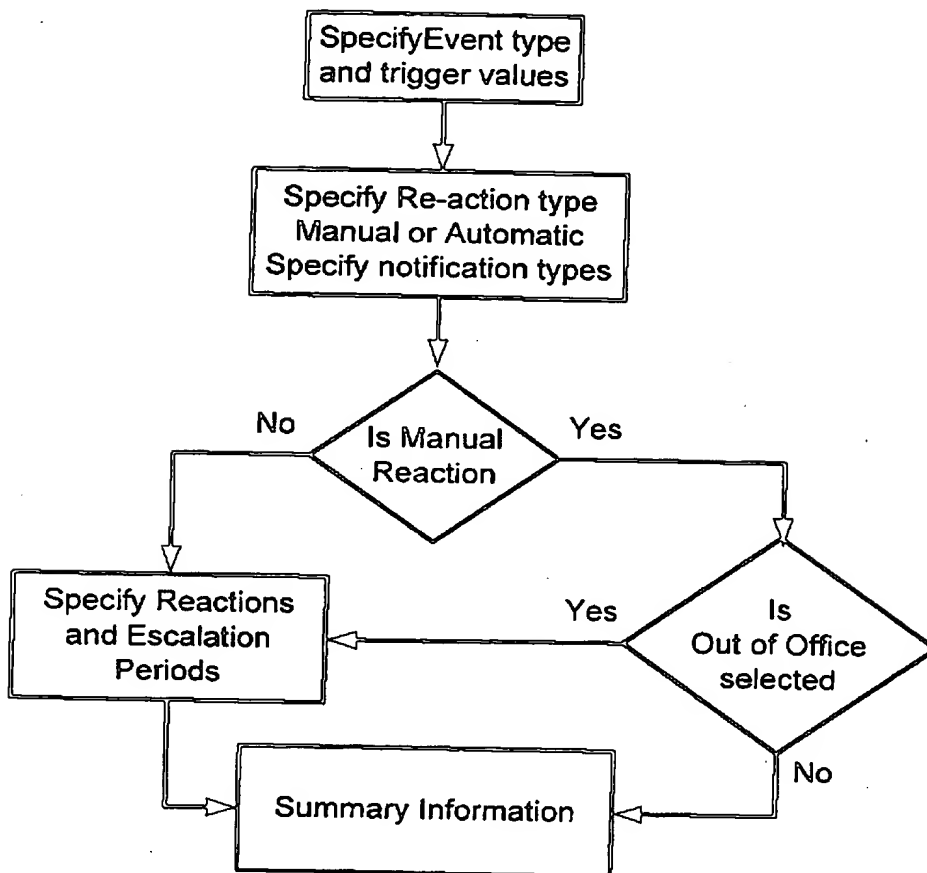 SpecifyEvent type
and trigger values
Specify Re-action type
Manual or Automatic
Specify notification types
No
Is Manual
Reaction
Yes
Specify Reactions
and Escalation
Periods
Yes
Is
Out of Office
selected
No
Summary Information